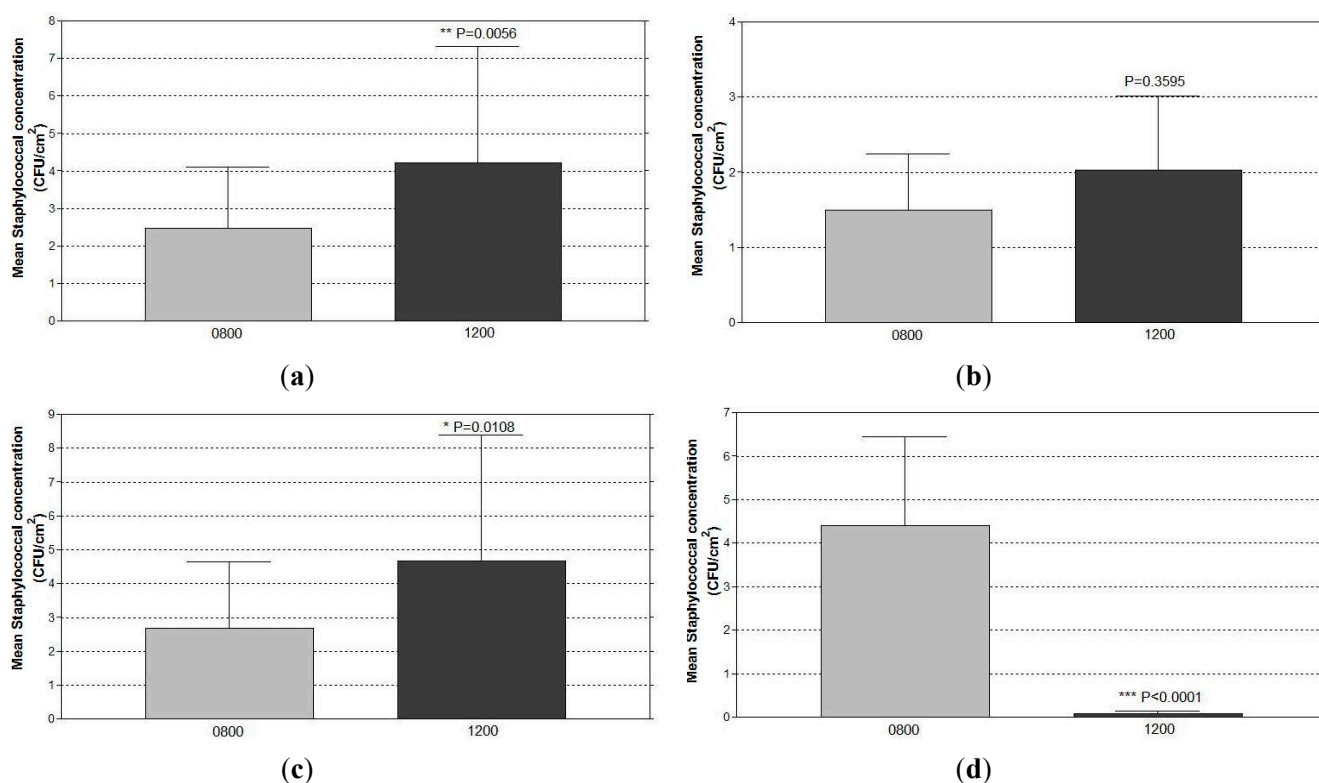 Mean Staphylococcal concentration
(CFU/cm²)
8
7
6
5
4
3
2
1
0
** P=0.0056
0800
1200
(a)
Mean Staphylococcal concentration
(CFU/cm²)
4
3
2
1
0
P=0.3595
0800
1200
(b)
Mean Staphylococcal concentration
(CFU/cm²)
9
8
7
6
5
4
3
2
1
0
* P=0.0108
0800
1200
(c)
Mean Staphylococcal concentration
(CFU/cm²)
7
6
5
4
3
2
1
0
*** P<0.0001
0800
1200
(d)